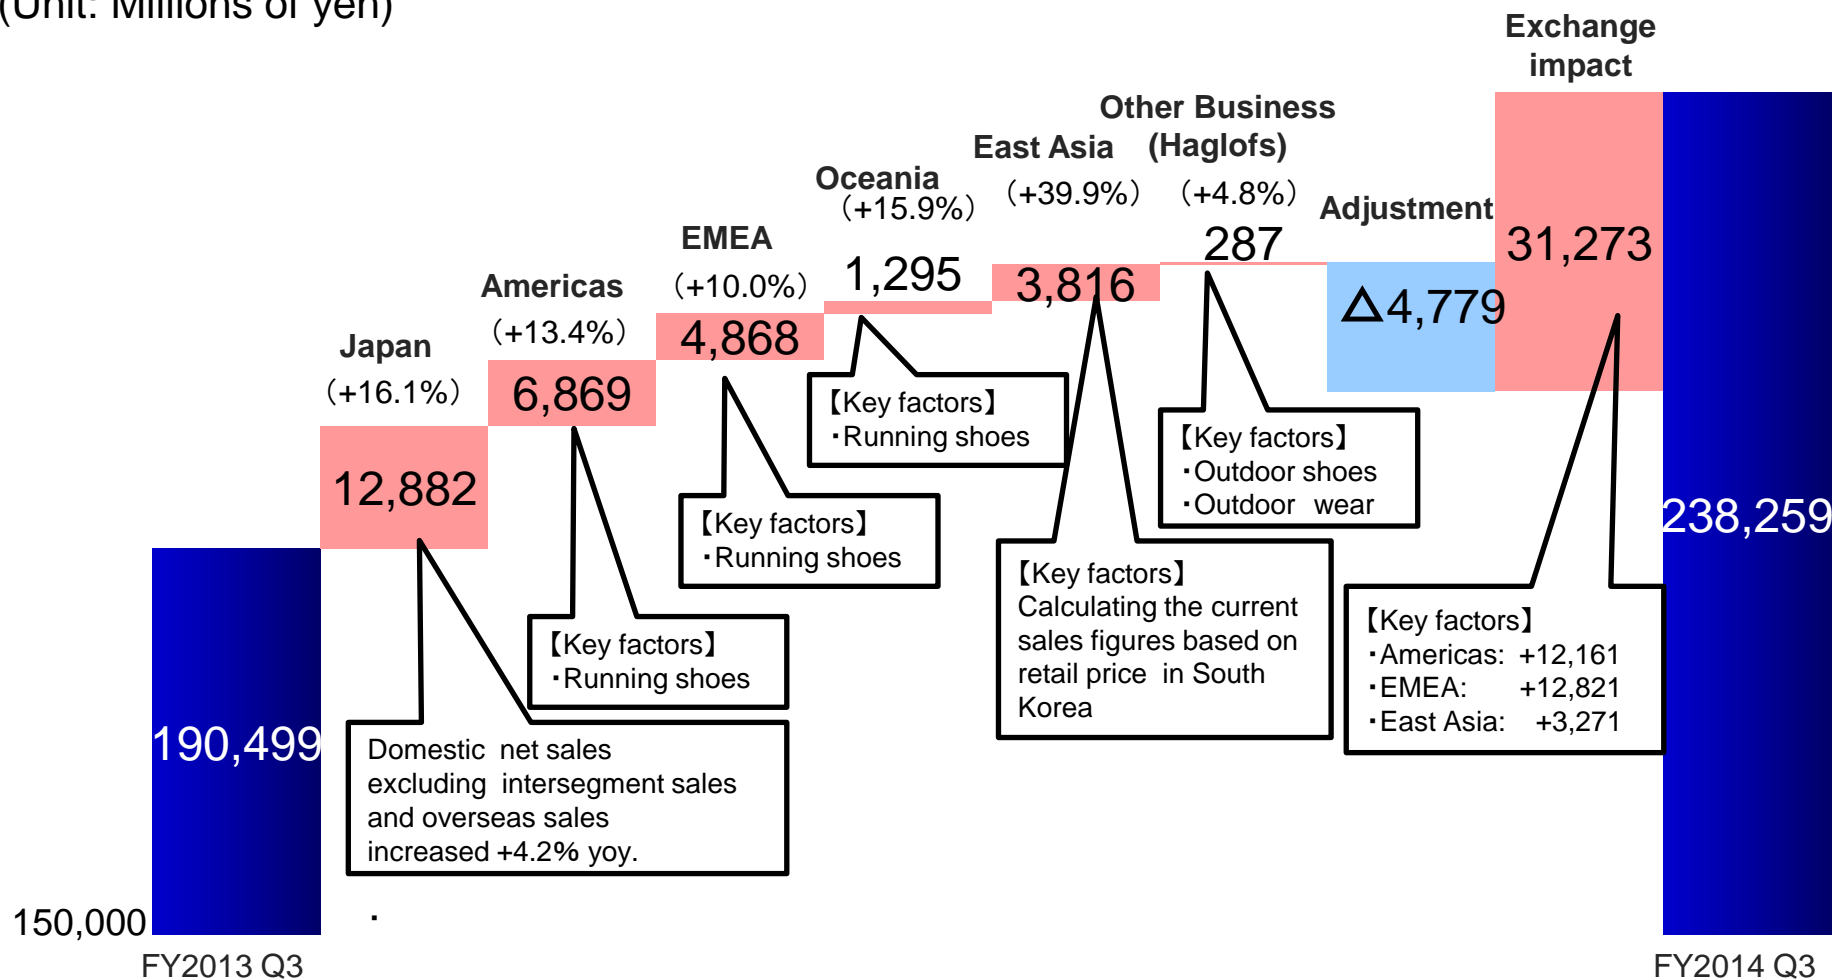 (Unit: Millions of yen)
Exchange
impact
31,273
Other Business
(Haglofs)
（+4.8%）
287
East Asia
（+39.9%）
3,816
Oceania
（+15.9%）
1,295
Adjustment
△4,779
EMEA
（+10.0%）
4,868
Americas
（+13.4%）
6,869
Japan
（+16.1%）
12,882
【Key factors】
・Running shoes
【Key factors】
・Outdoor shoes
・Outdoor wear
【Key factors】
・Running shoes
【Key factors】
Calculating the current
sales figures based on
retail price in South
Korea
【Key factors】
・Americas: +12,161
・EMEA: +12,821
・East Asia: +3,271
【Key factors】
・Running shoes
Domestic net sales
excluding intersegment sales
and overseas sales
increased +4.2% yoy.
・
190,499
238,259
150,000
FY2013 Q3
FY2014 Q3